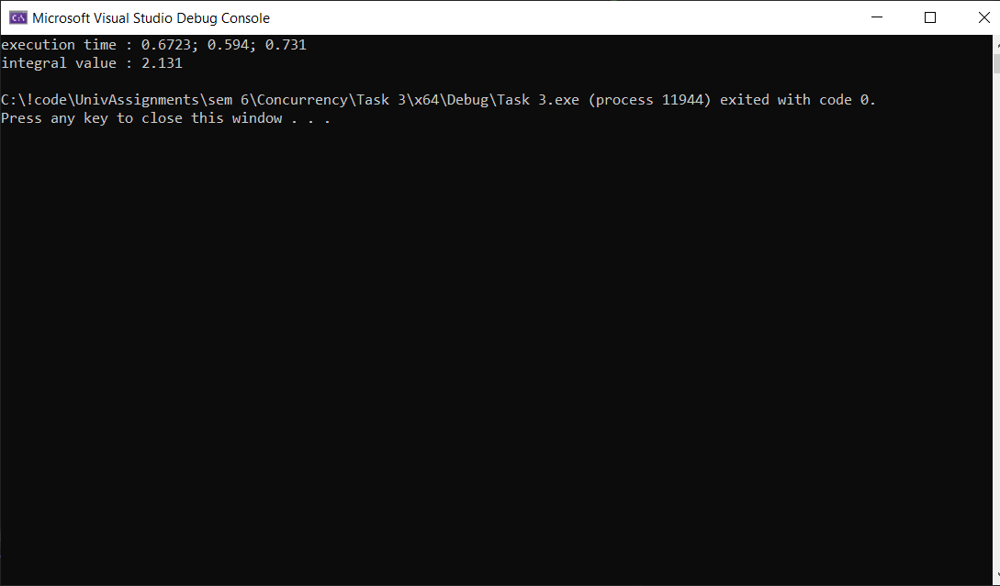 Microsoft Visual Studio Debug Console
execution time : 0.6723; 0.594; 0.731
integral value : 2.131
C:\!code\UnivAssignments\sem 6\Concurrency\Task 3\x64\Debug\Task 3.exe (process 11944) exited with code 0.
Press any key to close this window . . .